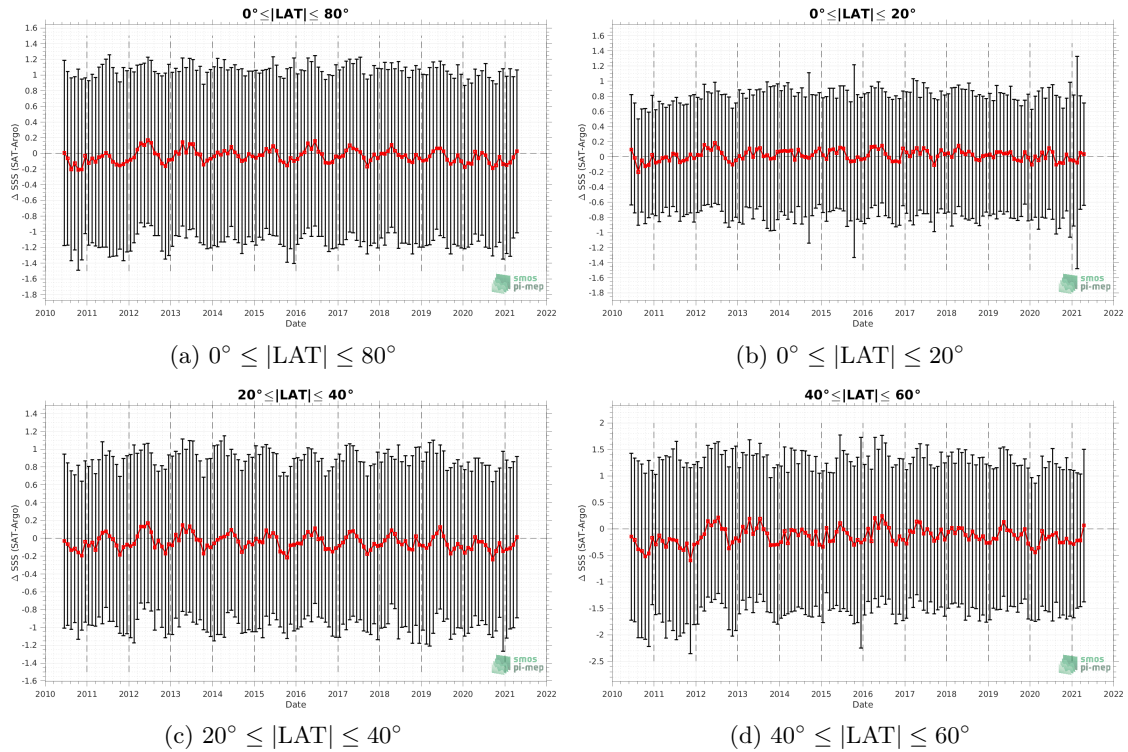 0°≤|LAT|≤ 80°
Δ SSS (SAT-Argo)
1.6
1.4
1.2
1
0.8
0.6
0.4
0.2
0
-0.2
-0.4
-0.6
-0.8
-1
-1.2
-1.4
-1.6
-1.8
smos
pi-mep
2010 2011 2012 2013 2014 2015 2016 2017 2018 2019 2020 2021 2022
Date
(a) 0° ≤ |LAT| ≤ 80°
0°≤|LAT|≤ 20°
Δ SSS (SAT-Argo)
1.6
1.4
1.2
1
0.8
0.6
0.4
0.2
0
-0.2
-0.4
-0.6
-0.8
-1
-1.2
-1.4
-1.6
-1.8
smos
pi-mep
2010 2011 2012 2013 2014 2015 2016 2017 2018 2019 2020 2021 2022
Date
(b) 0° ≤ |LAT| ≤ 20°
20°≤|LAT|≤ 40°
Δ SSS (SAT-Argo)
1.4
1.2
1
0.8
0.6
0.4
0.2
0
-0.2
-0.4
-0.6
-0.8
-1
-1.2
-1.4
-1.6
smos
pi-mep
2010 2011 2012 2013 2014 2015 2016 2017 2018 2019 2020 2021 2022
Date
(c) 20° ≤ |LAT| ≤ 40°
40°≤|LAT|≤ 60°
Δ SSS (SAT-Argo)
2
1.5
1
0.5
0
-0.5
-1
-1.5
-2
-2.5
smos
pi-mep
2010 2011 2012 2013 2014 2015 2016 2017 2018 2019 2020 2021 2022
Date
(d) 40° ≤ |LAT| ≤ 60°